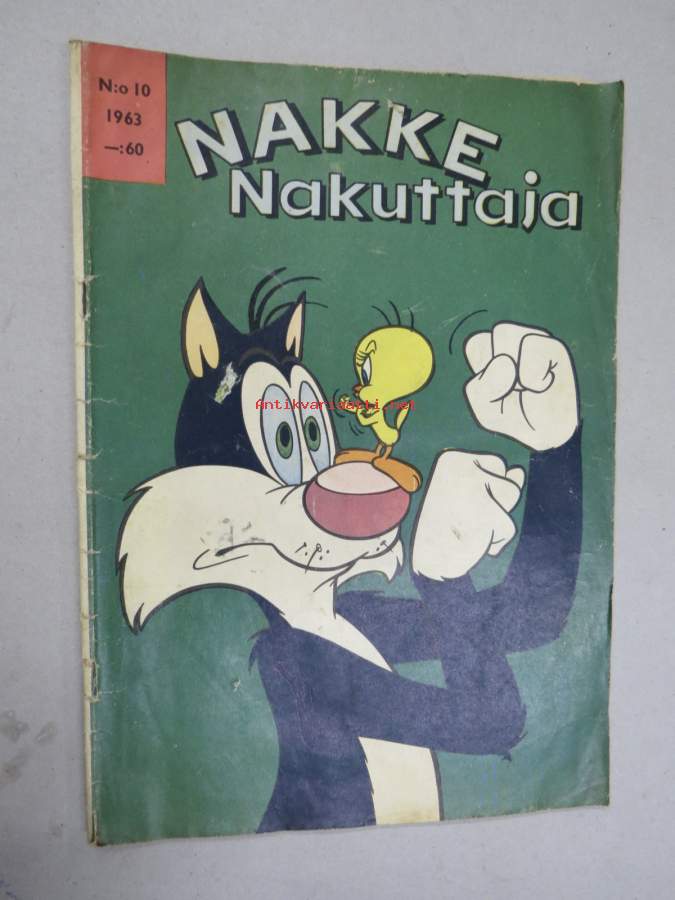 N:o 10
1963
—:60
NAKKE
Nakuttaja
Antikvariaatti.net